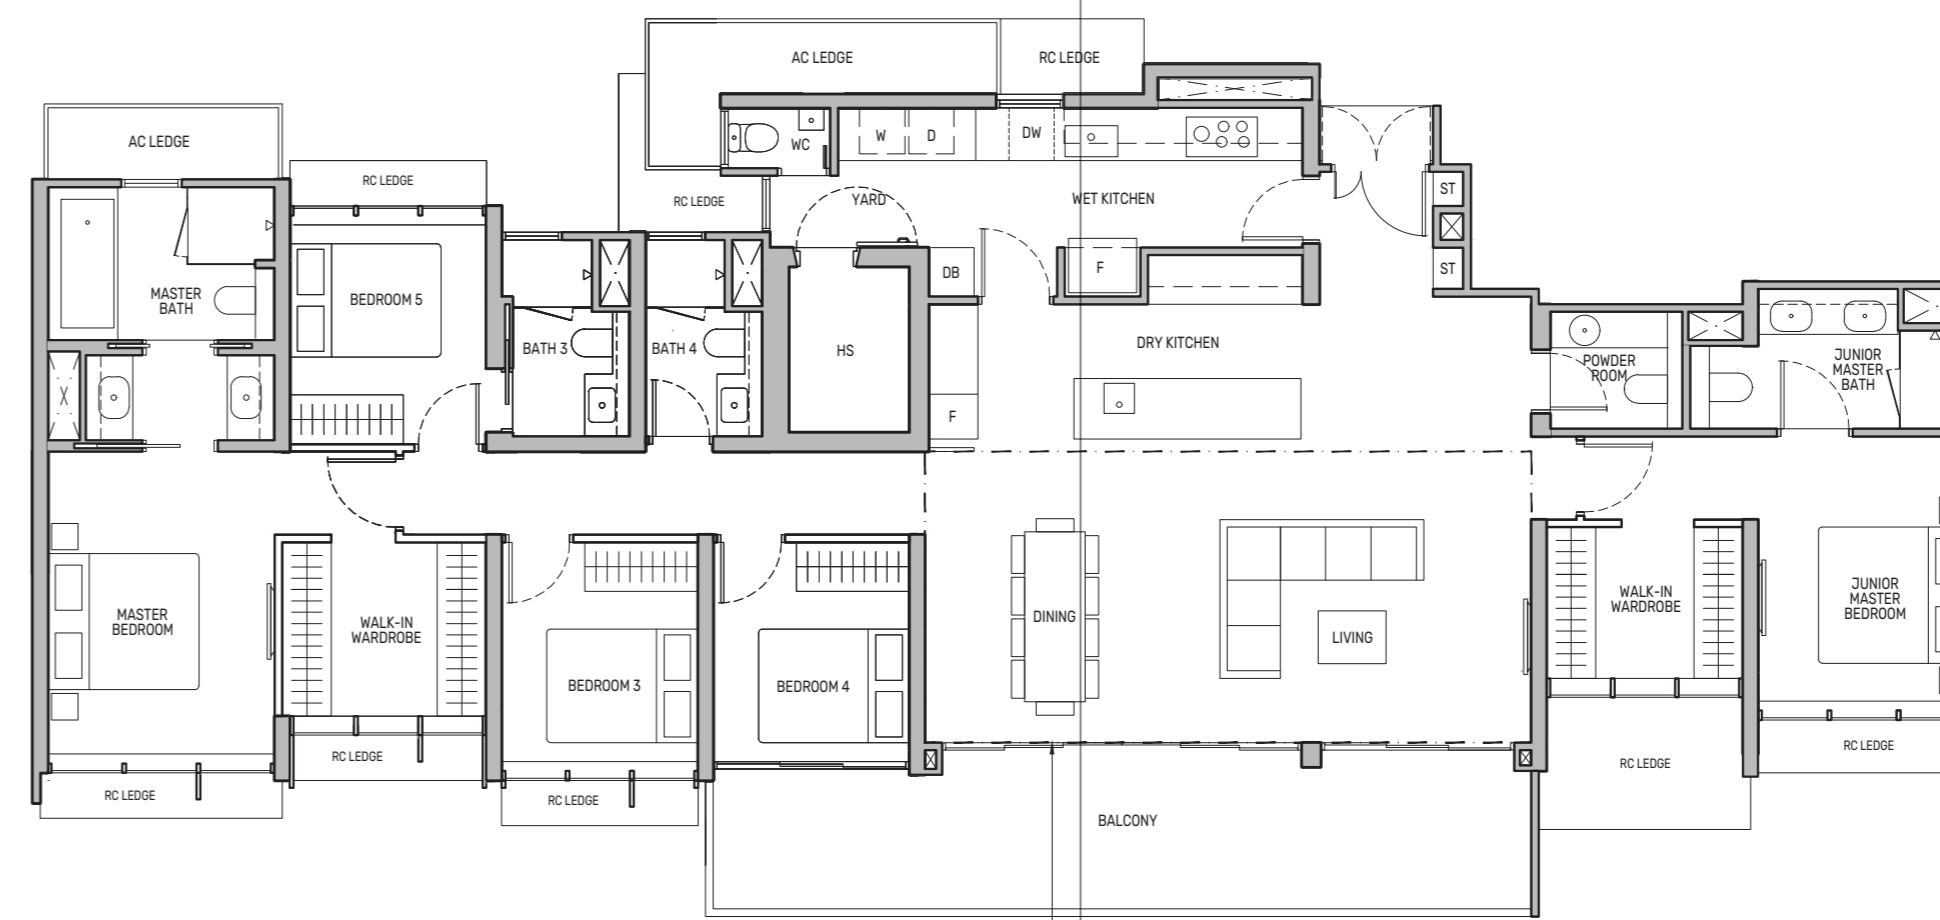 AC LEDGE
RC LEDGE
AC LEDGE
RC LEDGE
WC
W
D
DW
RC LEDGE
YARD
WET KITCHEN
ST
ST
MASTER
BATH
BEDROOM 5
BATH 3
BATH 4
HS
DB
F
DRY KITCHEN
F
POWDER
ROOM
JUNIOR
MASTER
BATH
MASTER
BEDROOM
WALK-IN
WARDROBE
BEDROOM 3
BEDROOM 4
DINING
LIVING
WALK-IN
WARDROBE
JUNIOR
MASTER
BEDROOM
RC LEDGE
RC LEDGE
RC LEDGE
BALCONY
RC LEDGE
RC LEDGE